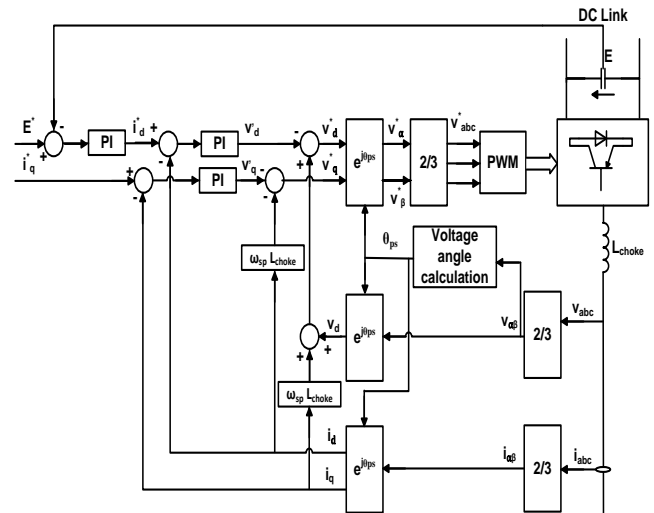 DC Link
E
E*
+
-
PI
i*d
+
-
PI
v'd
-
+
v*d
v*α
v*abc
i*q
+
-
PI
v'q
-
-
v*q
e^jθps
v*β
2/3
PWM
ωsp Lchoke
θps
Voltage
angle
calculation
Lchoke
vd
+
+
e^jθps
vαβ
2/3
vabc
ωsp Lchoke
id
iq
e^jθps
iαβ
2/3
iabc